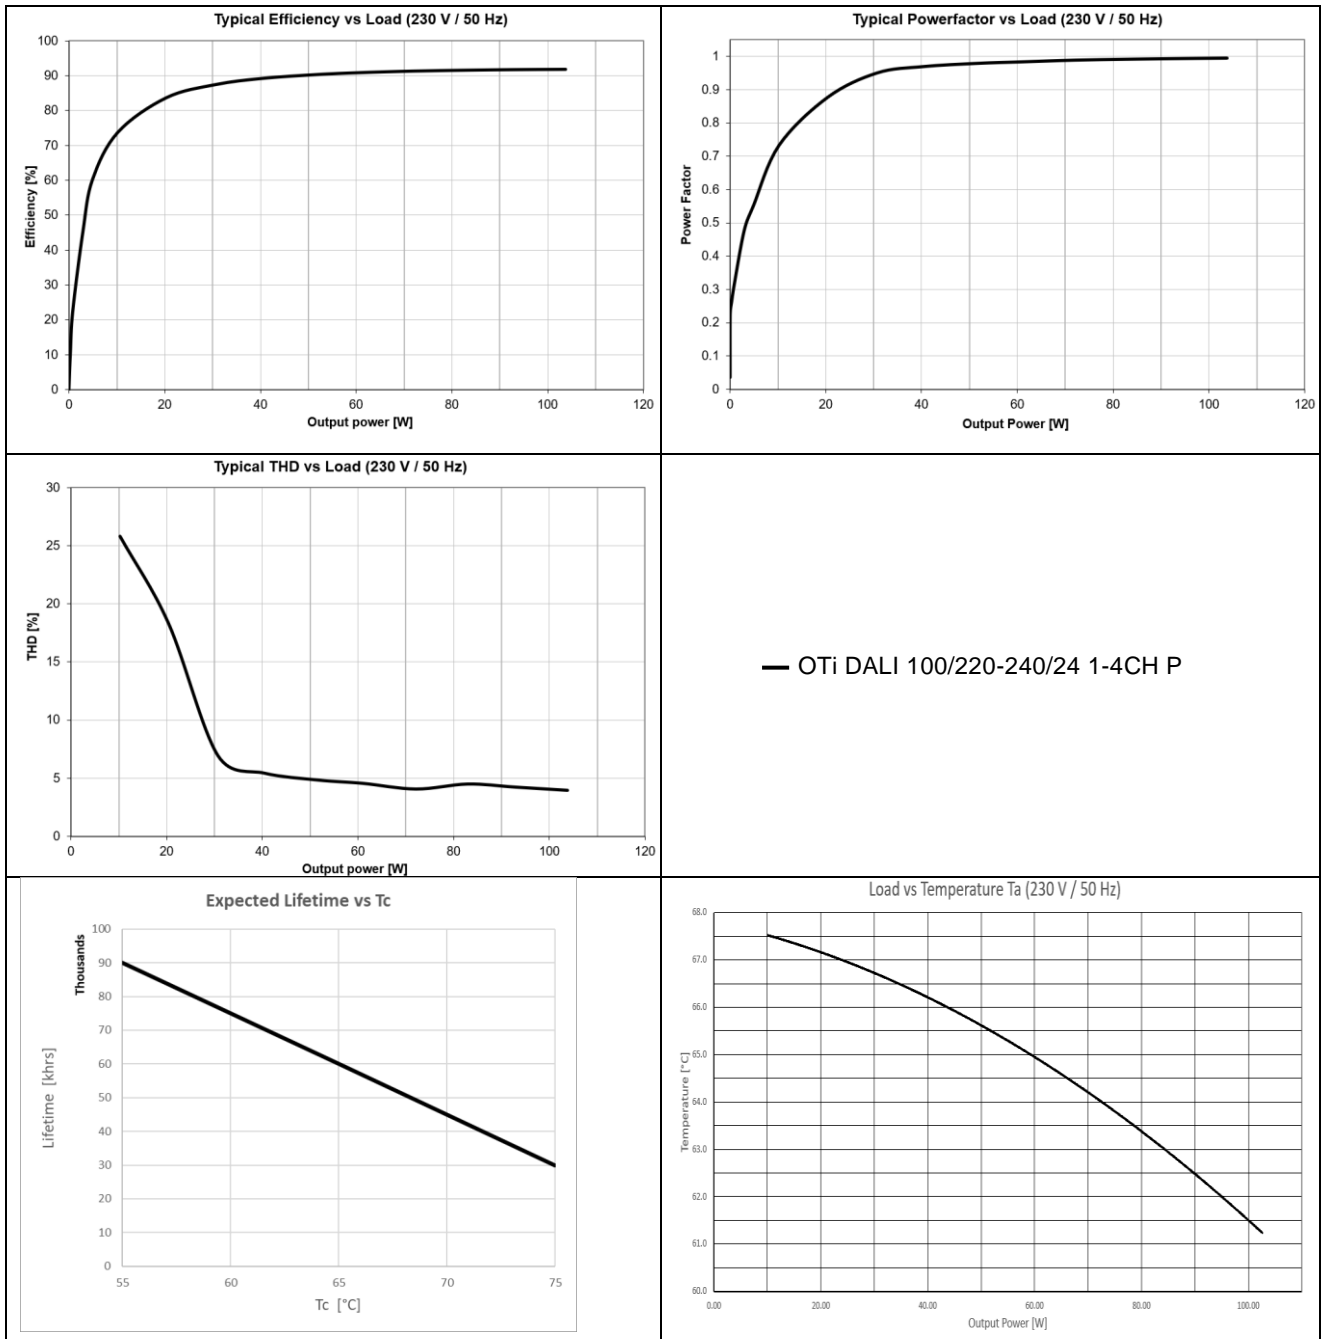 Typical Efficiency vs Load (230 V / 50 Hz)
100
90
80
70
60
50
40
30
20
10
0
Efficiency [%]
0 20 40 60 80 100 120
Output power [W]
Typical Powerfactor vs Load (230 V / 50 Hz)
1
0.9
0.8
0.7
0.6
0.5
0.4
0.3
0.2
0.1
0
Power Factor
0 20 40 60 80 100 120
Output Power [W]
Typical THD vs Load (230 V / 50 Hz)
30
25
20
15
10
5
0
THD [%]
0 20 40 60 80 100 120
Output power [W]
OTi DALI 100/220-240/24 1-4CH P
Expected Lifetime vs Tc
Thousands
100
90
80
70
60
50
40
30
20
10
0
Lifetime [khrs]
55 60 65 70 75
Tc [°C]
Load vs Temperature Ta (230 V / 50 Hz)
68.0
67.0
66.0
65.0
64.0
63.0
62.0
61.0
60.0
Temperature [°C]
0.00 20.00 40.00 60.00 80.00 100.00
Output Power [W]